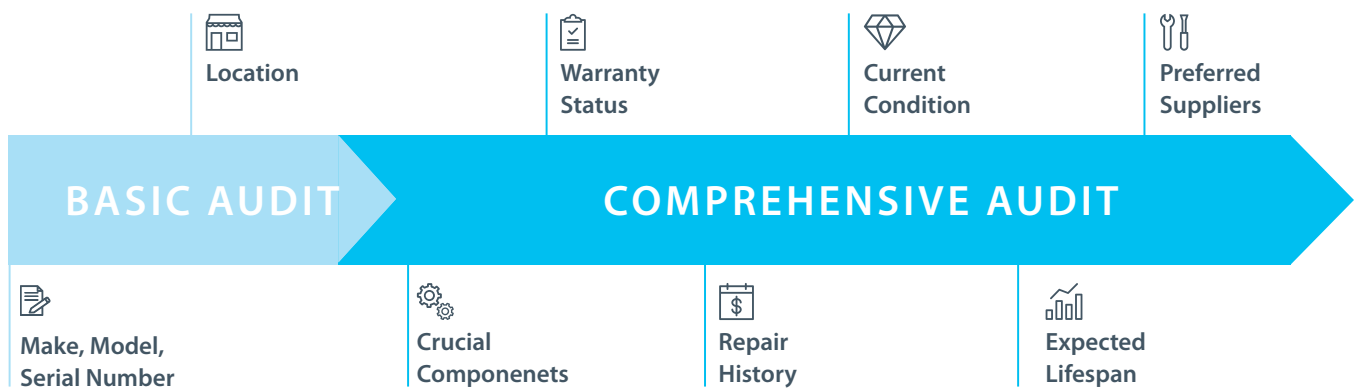 Location
Warranty
Status
Current
Condition
Preferred
Suppliers
BASIC AUDIT
COMPREHENSIVE AUDIT
Make, Model,
Serial Number
Crucial
Componenets
Repair
History
Expected
Lifespan